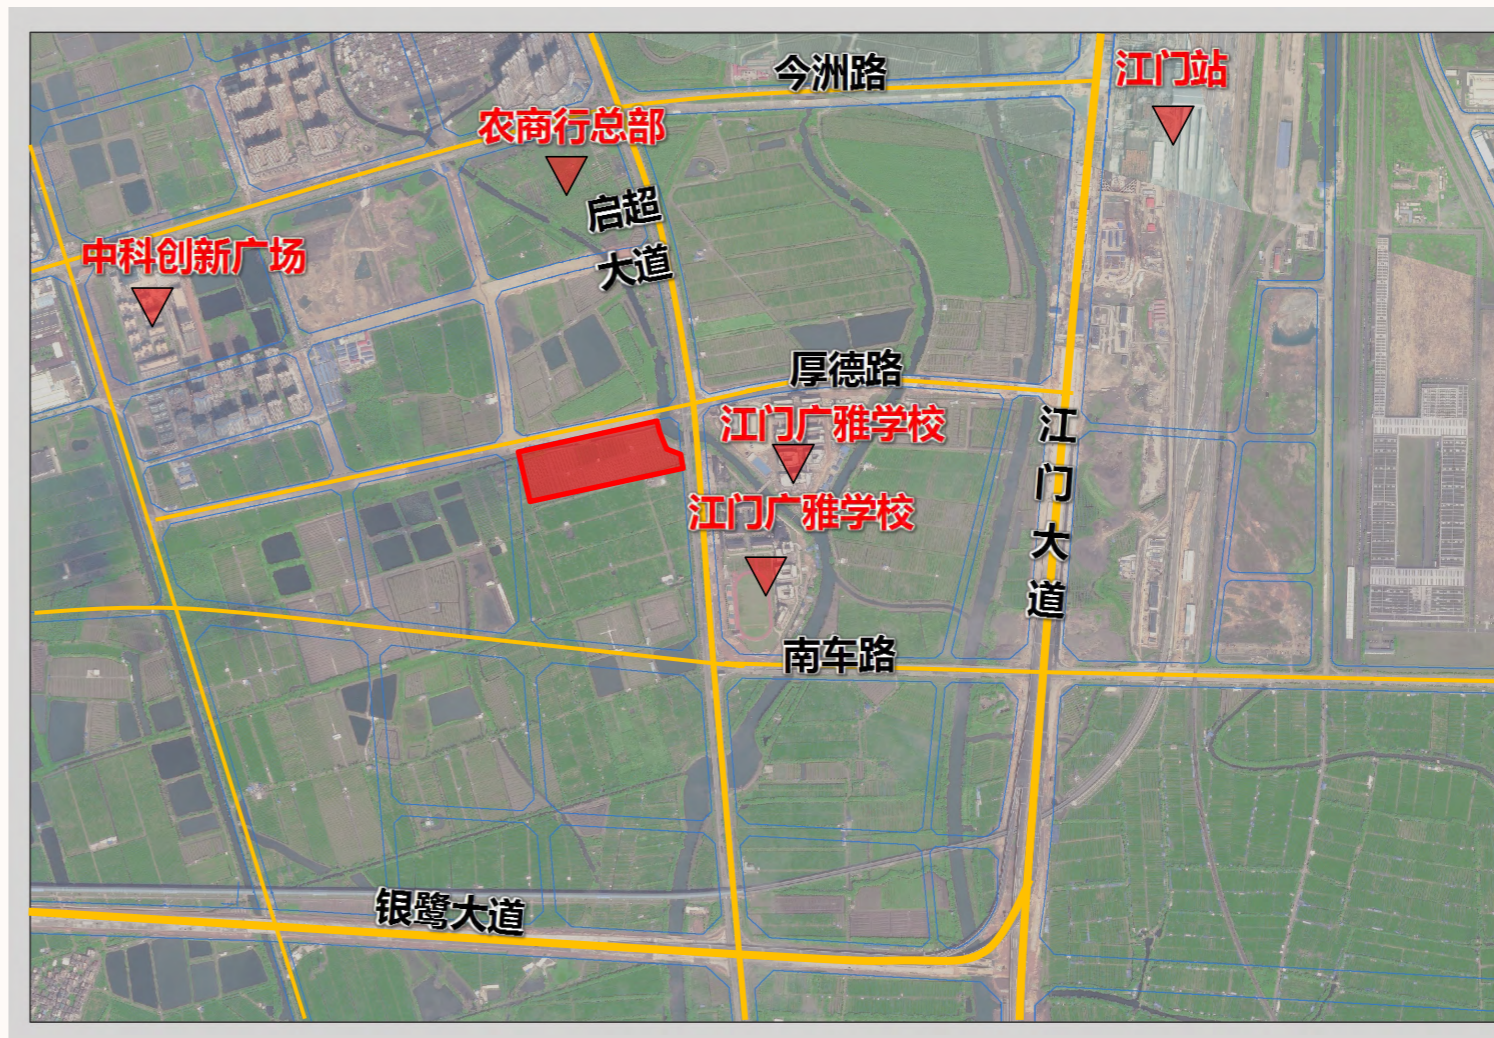 今洲路
江门站
农商行总部
启超
大道
中科创新广场
厚德路
江门广雅学校
江门大道
江门广雅学校
南车路
银鹭大道